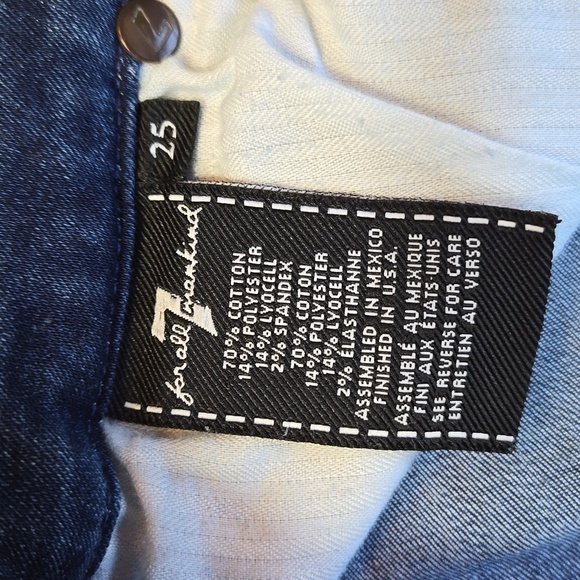 7
25
7
for all mankind
70% COTTON
14% POLYESTER
14% LYOCELL
2% SPANDEX
70% COTON
14% POLYESTER
14% LYOCELL
2% ELASTHANNE
ASSEMBLED IN MEXICO
FINISHED IN U.S.A.
ASSEMBLÉ AU MEXIQUE
FINI AUX ÉTATS-UNIS
SEE REVERSE FOR CARE
ENTRETIEN AU VERSO